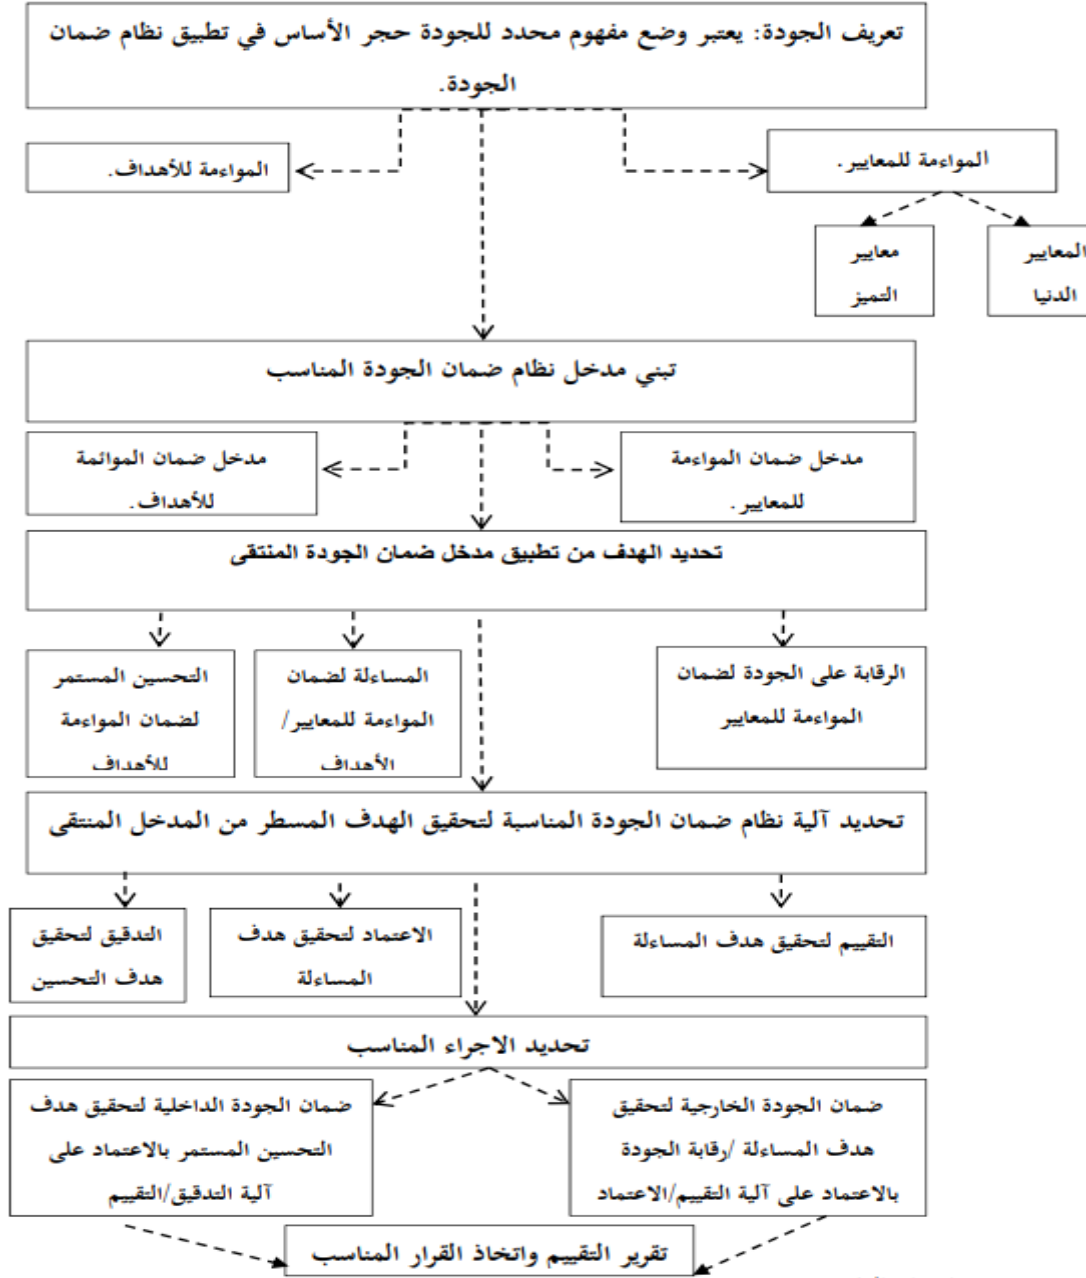 تعريف الجودة: يعتبر وضع مفهوم محدد للجودة حجر الأساس في تطبيق نظام ضمان
الجودة.
المواءمة للمعايير.
المواءمة للأهداف.
المعايير
الدنيا
معايير
التميز
تبني مدخل نظام ضمان الجودة المناسب
مدخل ضمان المواءمة
للمعايير.
مدخل ضمان الموائمة
للأهداف.
تحديد الهدف من تطبيق مدخل ضمان الجودة المنتقى
الرقابة على الجودة لضمان
المواءمة للمعايير
المساءلة لضمان
المواءمة للمعايير/
الأهداف
التحسين المستمر
لضمان المواءمة
للأهداف
تحديد آلية نظام ضمان الجودة المناسبة لتحقيق الهدف المسطر من المدخل المنتقى
التقييم لتحقيق هدف المساءلة
الاعتماد لتحقيق هدف
المساءلة
التدقيق لتحقيق
هدف التحسين
تحديد الاجراء المناسب
ضمان الجودة الخارجية لتحقيق
هدف المساءلة /رقابة الجودة
بالاعتماد على آلية التقييم/الاعتماد
ضمان الجودة الداخلية لتحقيق هدف
التحسين المستمر بالاعتماد على
آلية التدقيق/التقييم
تقرير التقييم واتخاذ القرار المناسب